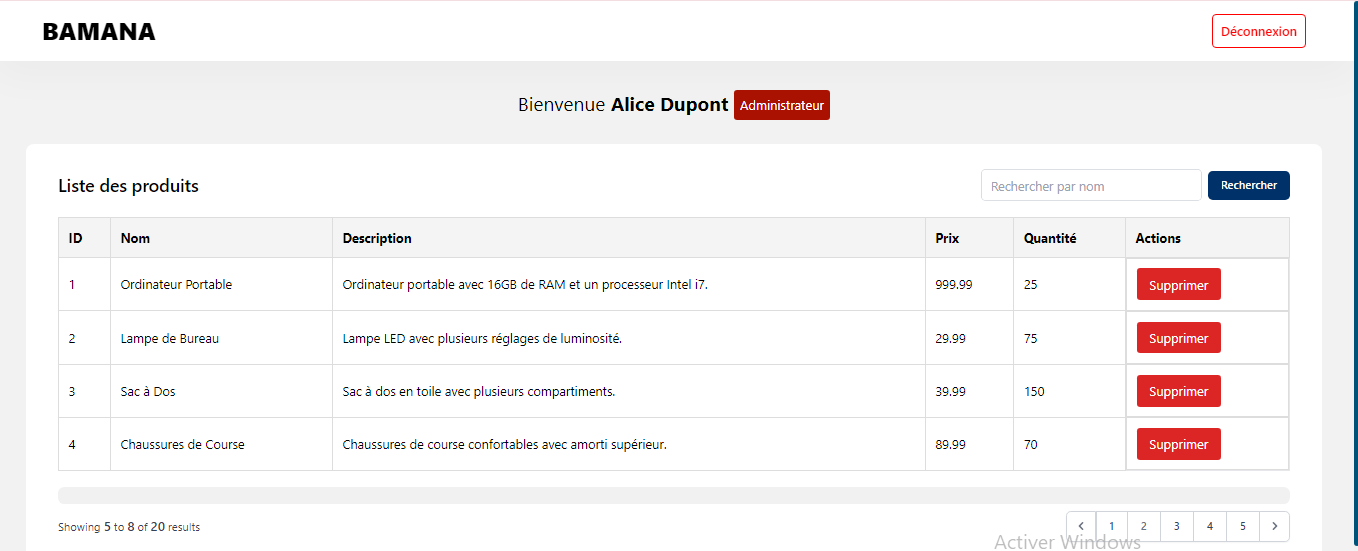 BAMANA
Déconnexion
Bienvenue Alice Dupont Administrateur
Liste des produits
Rechercher par nom
Rechercher
ID Nom Description Prix Quantité Actions
1 Ordinateur Portable Ordinateur portable avec 16GB de RAM et un processeur Intel i7. 999.99 25 Supprimer
2 Lampe de Bureau Lampe LED avec plusieurs réglages de luminosité. 29.99 75 Supprimer
3 Sac à Dos Sac à dos en toile avec plusieurs compartiments. 39.99 150 Supprimer
4 Chaussures de Course Chaussures de course confortables avec amorti supérieur. 89.99 70 Supprimer
Showing 5 to 8 of 20 results
1 2 3 4 5
Activer Windows